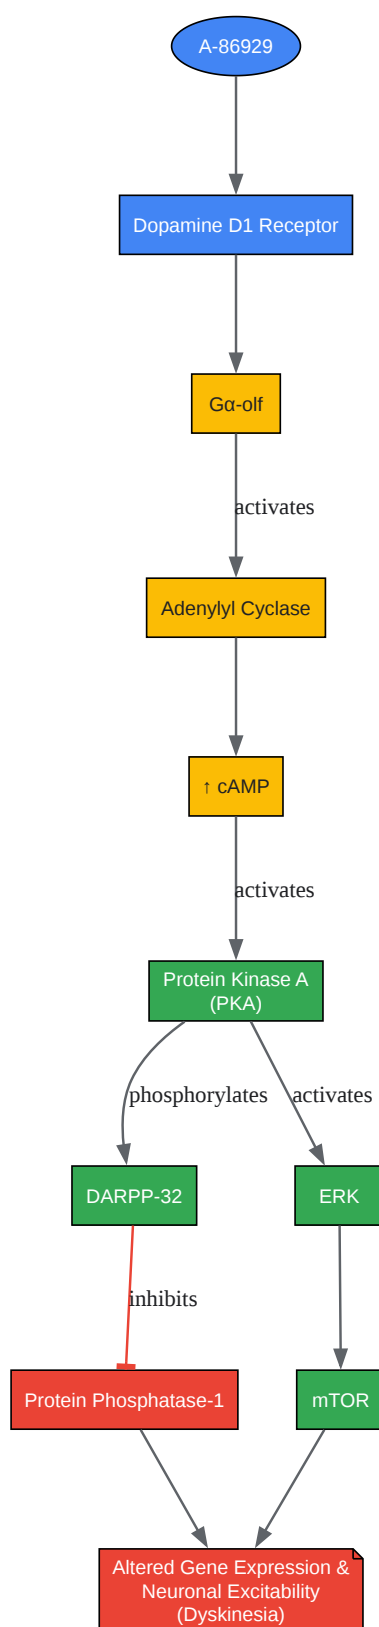 A-86929
Dopamine D1 Receptor
Gα-olf
activates
Adenylyl Cyclase
↑ cAMP
activates
Protein Kinase A
(PKA)
phosphorylates
activates
DARPP-32
ERK
inhibits
Protein Phosphatase-1
mTOR
Altered Gene Expression &
Neuronal Excitability
(Dyskinesia)